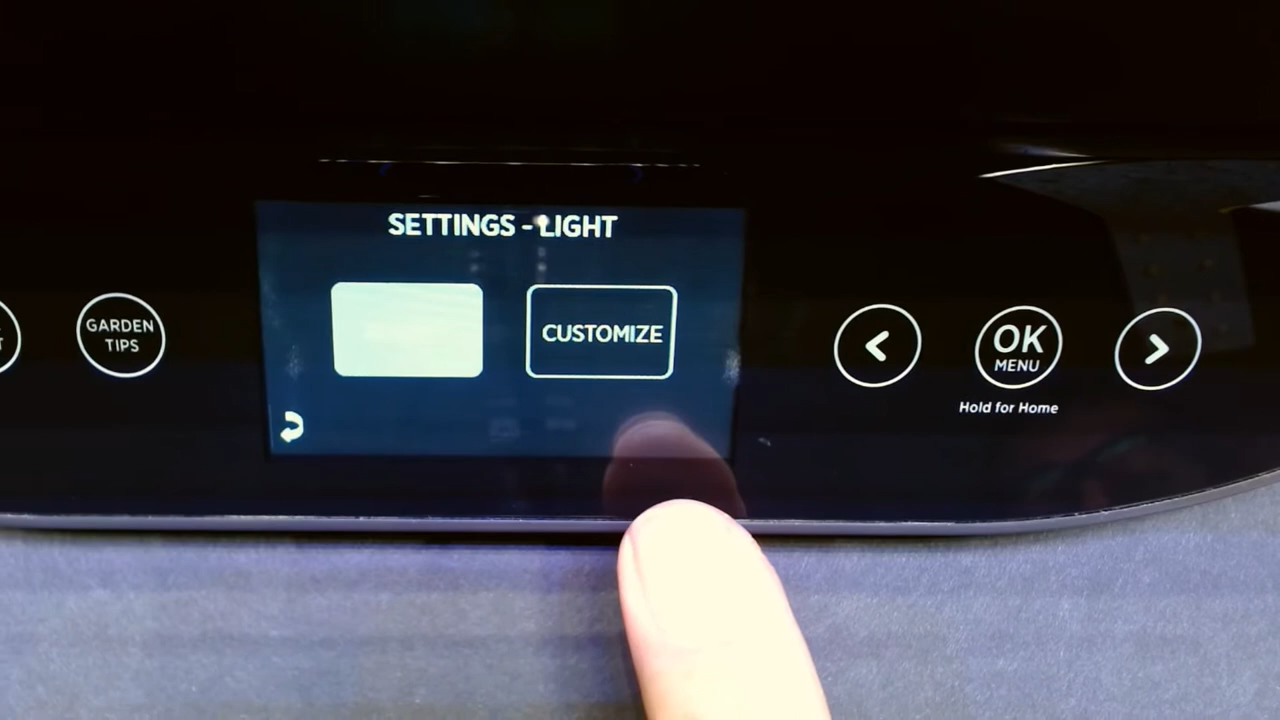 SETTINGS - LIGHT
GARDEN
TIPS
CUSTOMIZE
<
OK
MENU
>
Hold for Home